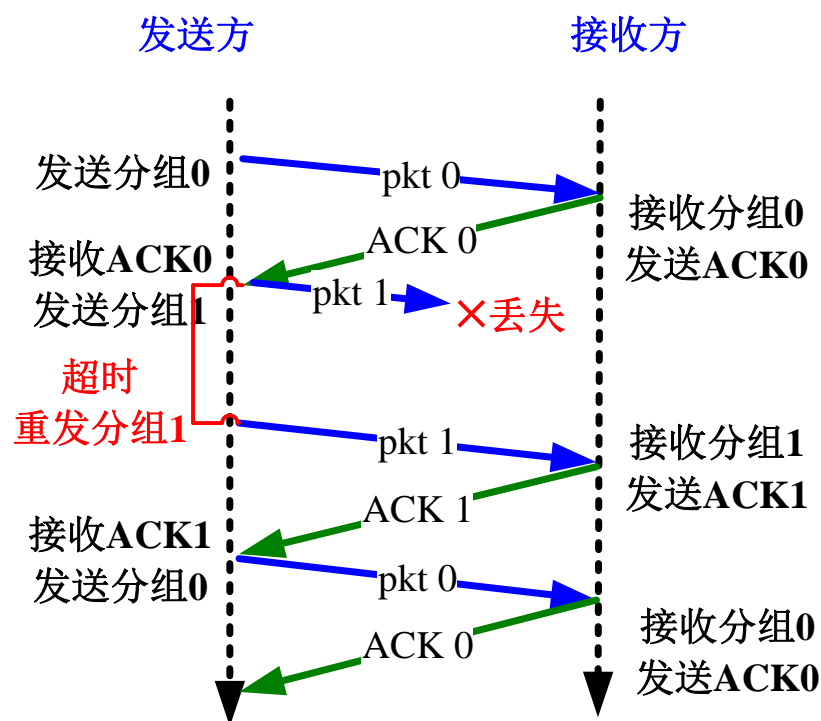 发送方
接收方
发送分组0
pkt 0
接收分组0
发送ACK0
ACK 0
接收ACK0
发送分组1
pkt 1
×丢失
超时
重发分组1
pkt 1
接收分组1
发送ACK1
ACK 1
接收ACK1
发送分组0
pkt 0
接收分组0
发送ACK0
ACK 0